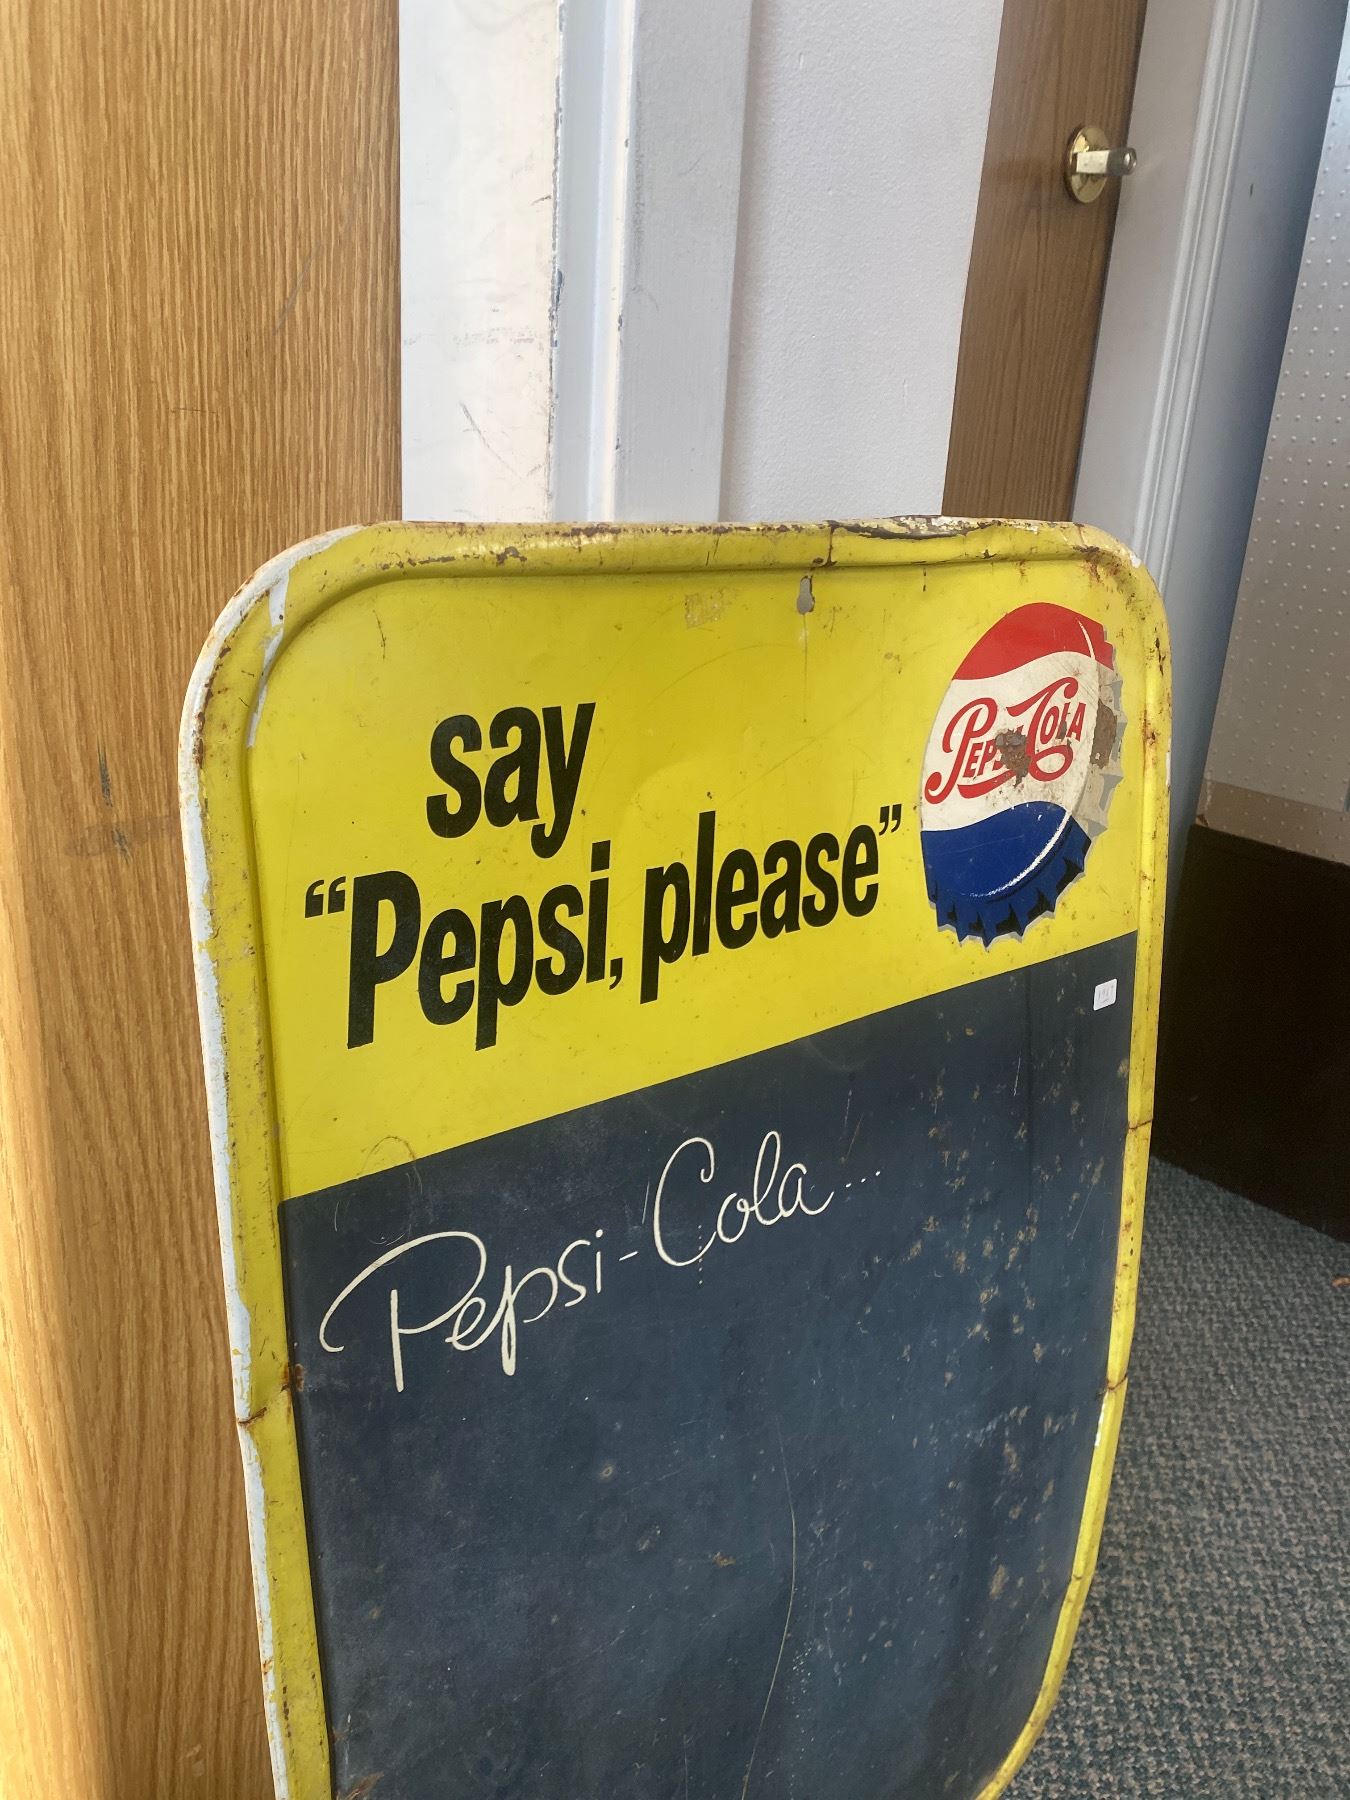 say
"Pepsi, please"
PEPSI-COLA
Pepsi-Cola...